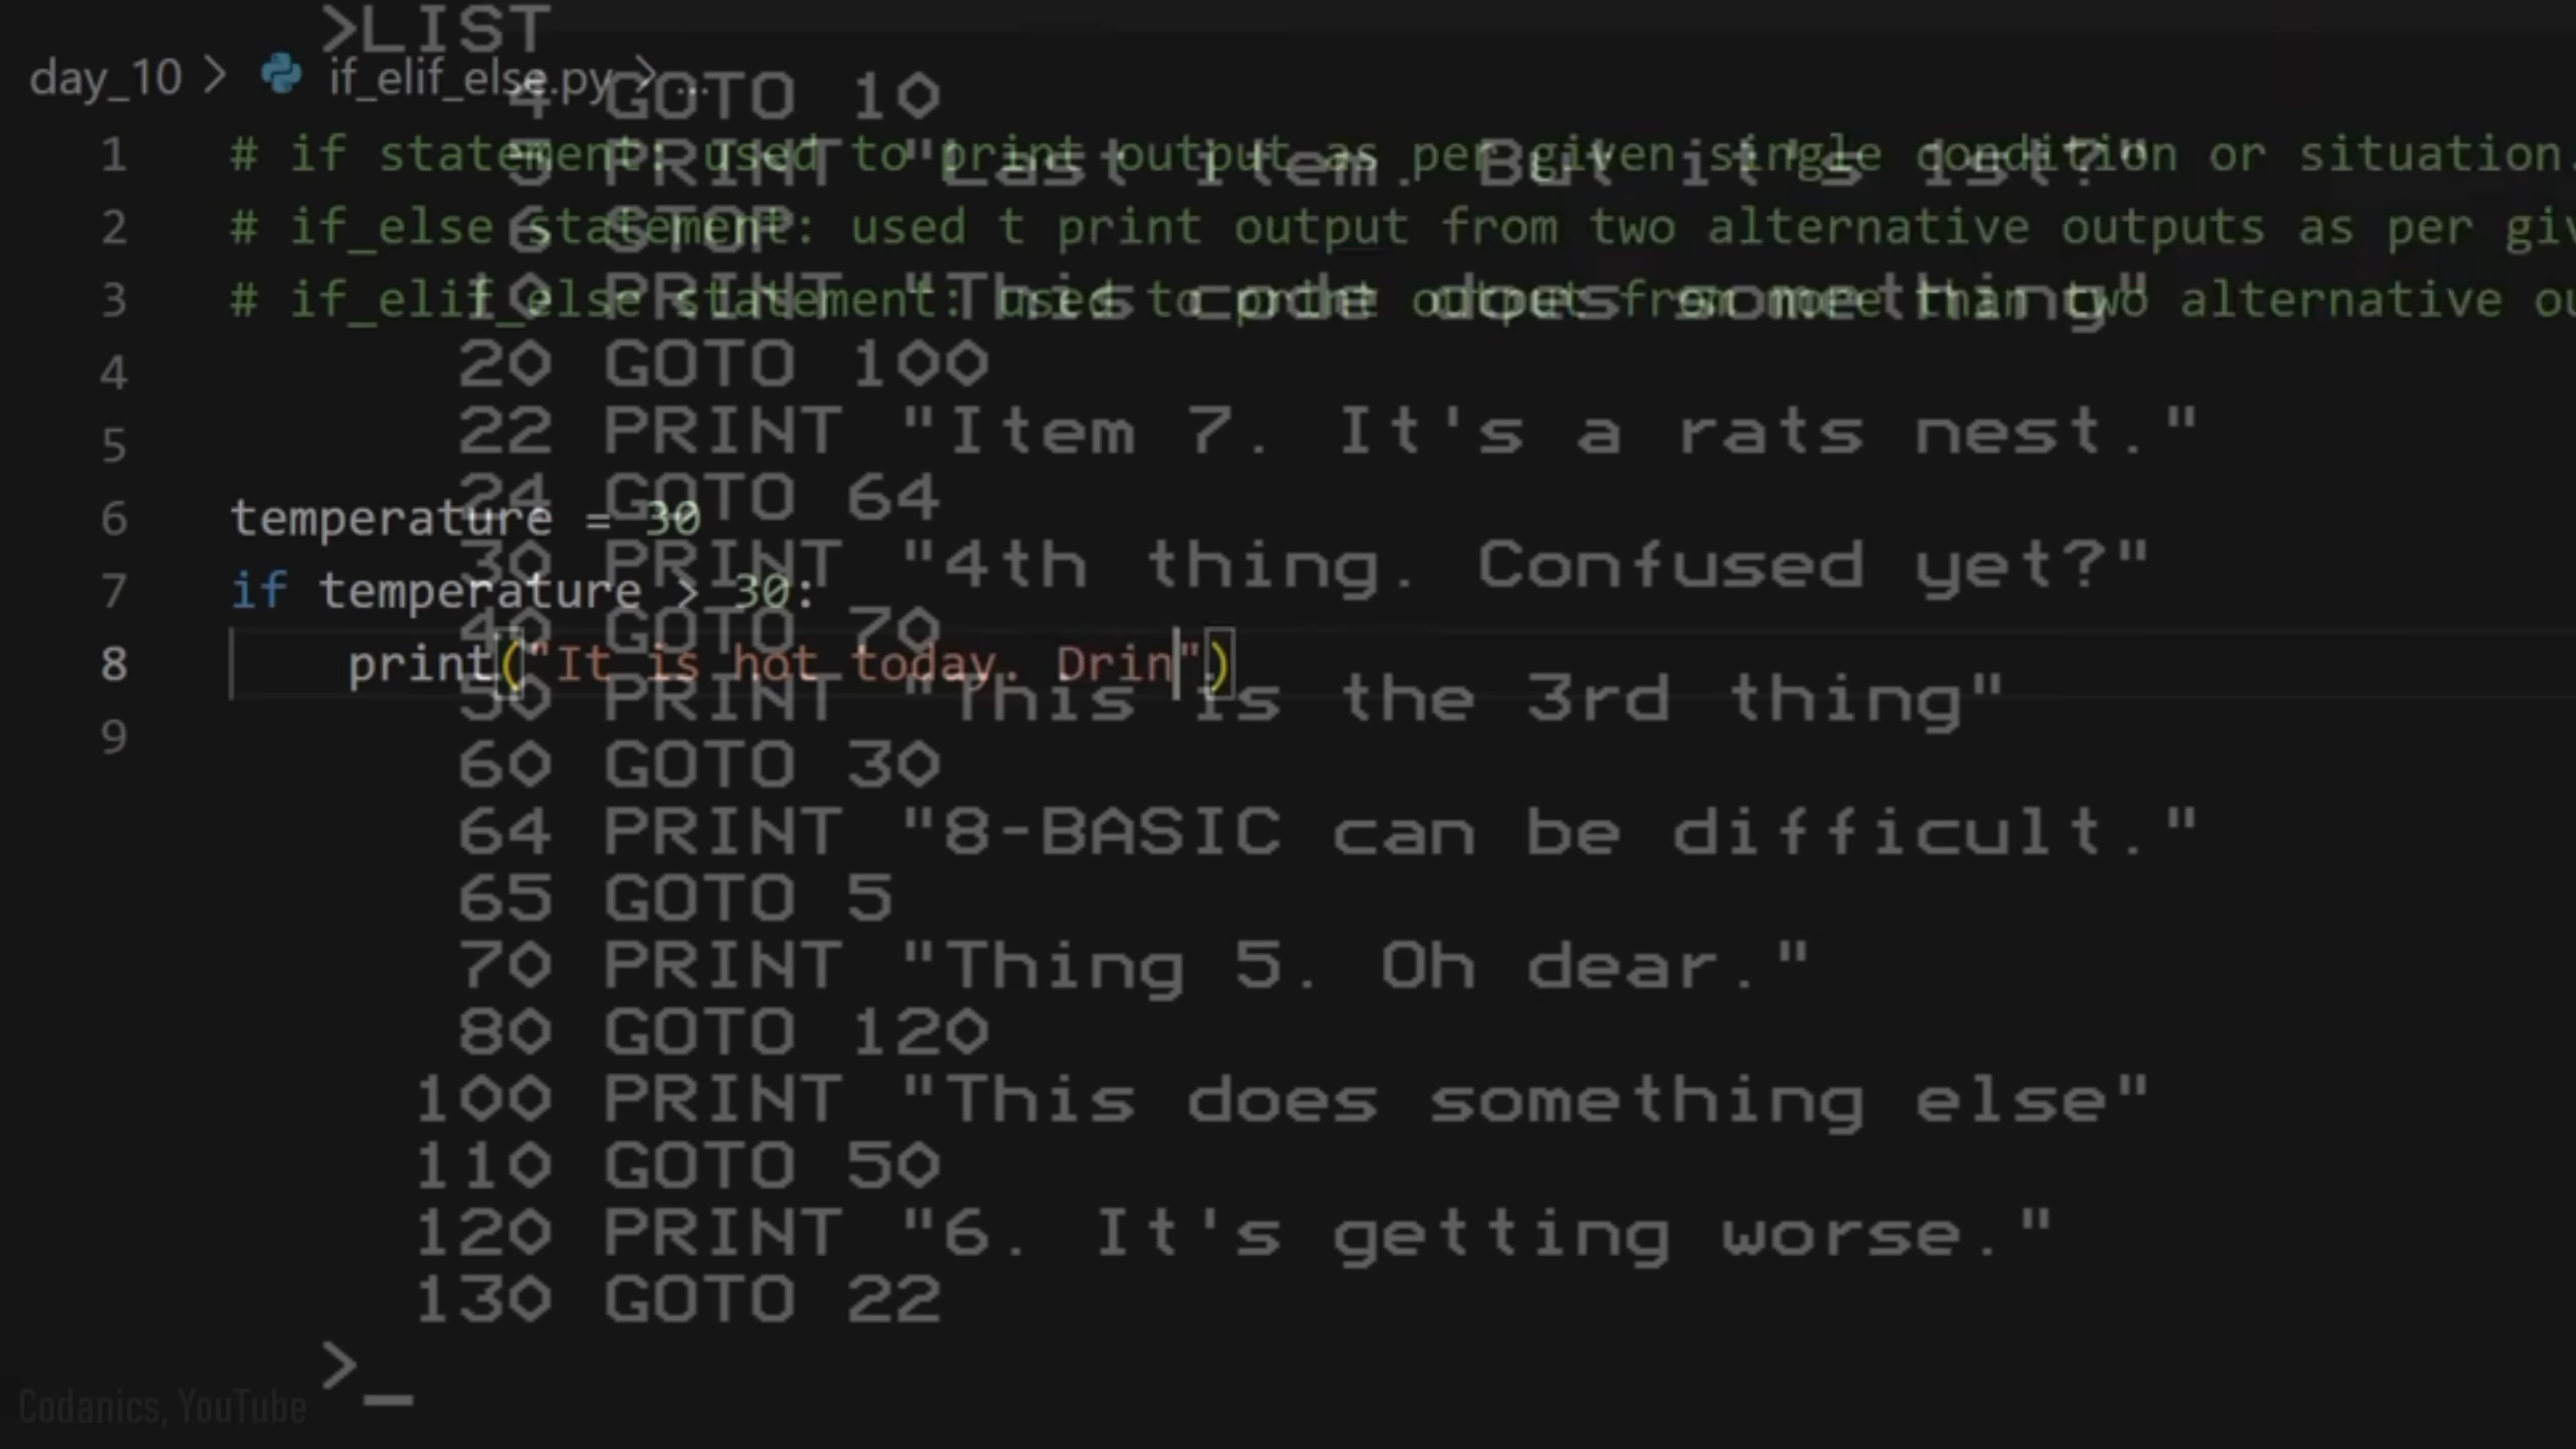 >LIST
day_10 > if_elif_else.py > ...
4 GOTO 10
1 # if statement: used to print output as per given single condition or situation.
5 PRINT "Last item. But it's 1st?"
2 # if_else statement: used t print output from two alternative outputs as per giv
6 STOP
3 # if_elif_else statement: used to print output from more than two alternative ou
10 PRINT "This code does something"
20 GOTO 100
4
22 PRINT "Item 7. It's a rats nest."
5
24 GOTO 64
6 temperature = 30
30 PRINT "4th thing. Confused yet?"
7 if temperature > 30:
40 GOTO 70
8 print("It is hot today. Drin")
50 PRINT "This is the 3rd thing"
9
60 GOTO 30
64 PRINT "8-BASIC can be difficult."
65 GOTO 5
70 PRINT "Thing 5. Oh dear."
80 GOTO 120
100 PRINT "This does something else"
110 GOTO 50
120 PRINT "6. It's getting worse."
130 GOTO 22
>_
Codanics, YouTube